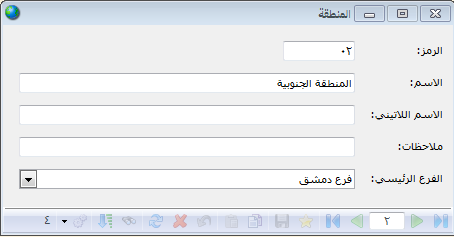 المنطقة
الرمز: ٠٢
الاسم: المنطقة الجنوبية
الاسم اللاتيني:
ملاحظات:
الفرع الرئيسي: فرع دمشق
٢ ٤